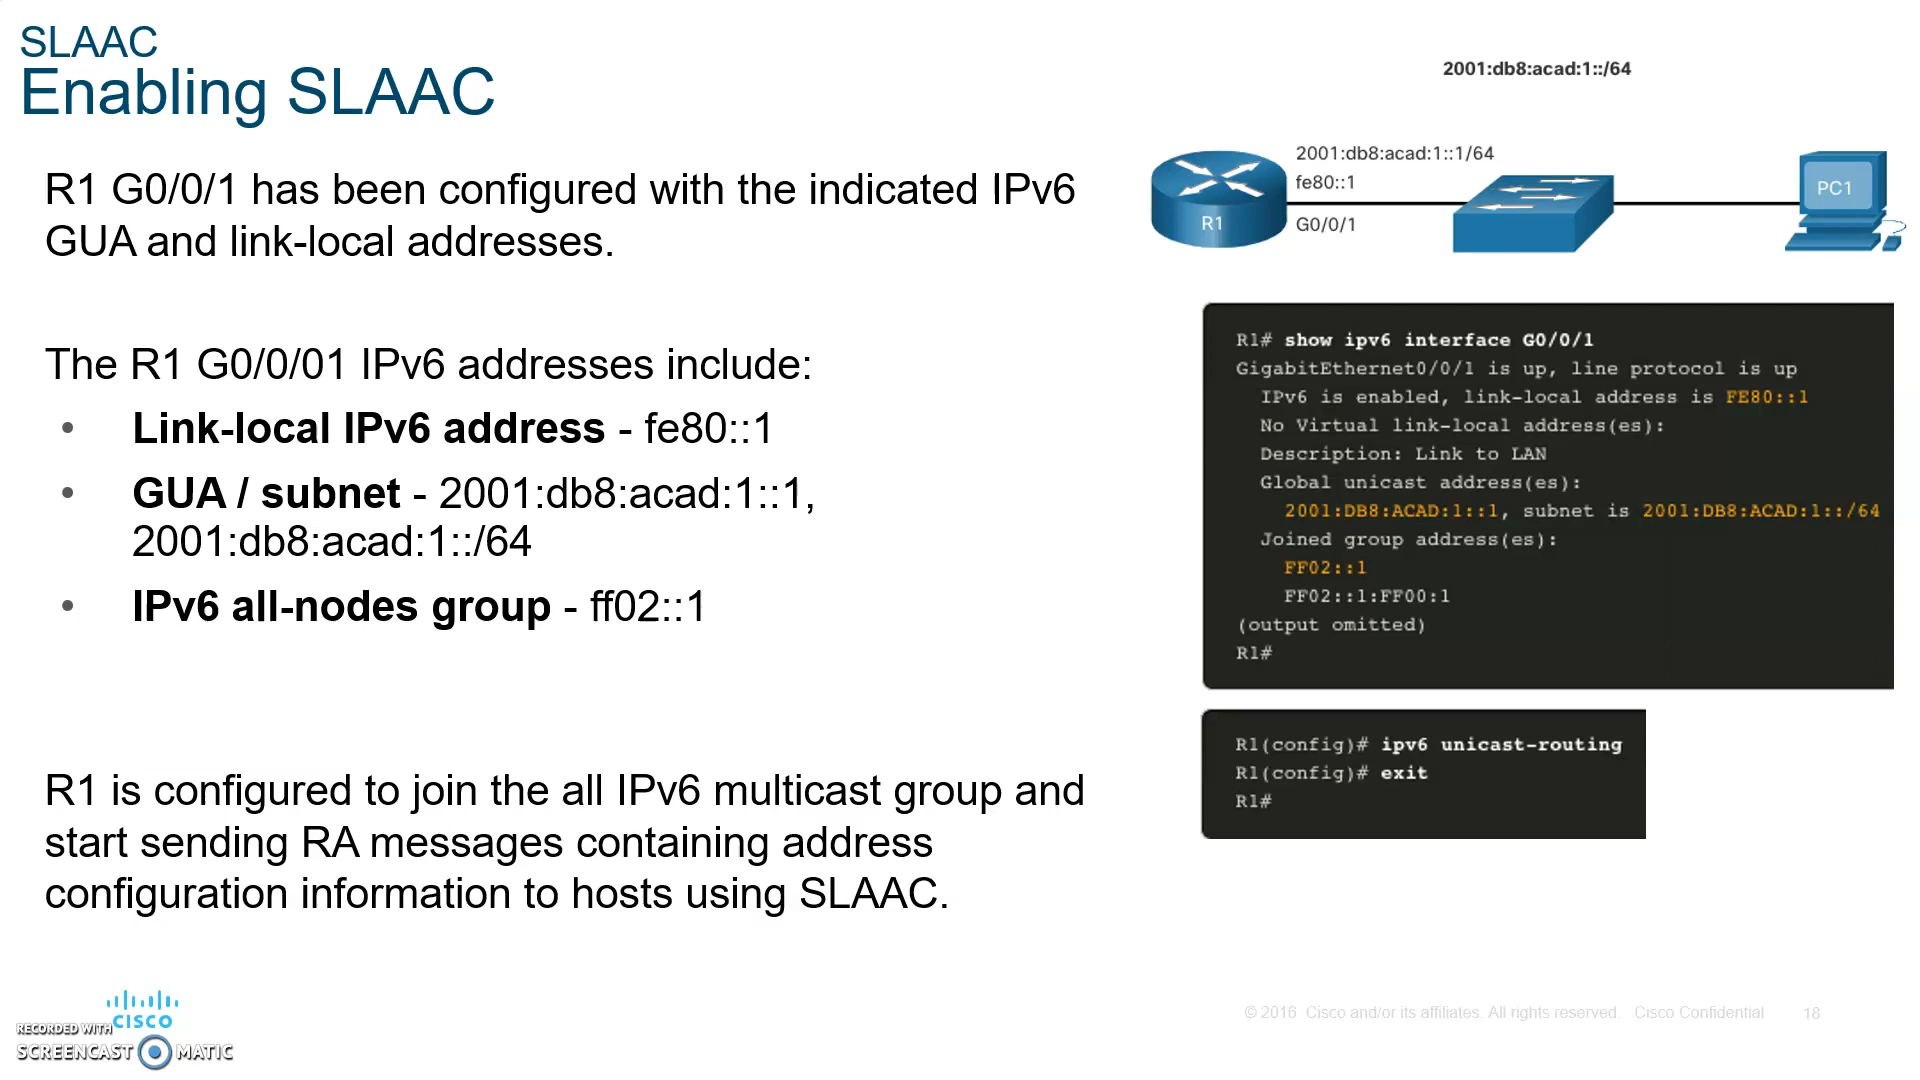 SLAAC
Enabling SLAAC
R1 G0/0/1 has been configured with the indicated IPv6
GUA and link-local addresses.
The R1 G0/0/01 IPv6 addresses include:
• Link-local IPv6 address - fe80::1
• GUA / subnet - 2001:db8:acad:1::1,
2001:db8:acad:1::/64
• IPv6 all-nodes group - ff02::1
R1 is configured to join the all IPv6 multicast group and
start sending RA messages containing address
configuration information to hosts using SLAAC.
2001:db8:acad:1::/64
2001:db8:acad:1::1/64
fe80::1
G0/0/1
R1
PC1
R1# show ipv6 interface G0/0/1
GigabitEthernet0/0/1 is up, line protocol is up
IPv6 is enabled, link-local address is FE80::1
No Virtual link-local address(es):
Description: Link to LAN
Global unicast address(es):
2001:DB8:ACAD:1::1, subnet is 2001:DB8:ACAD:1::/64
Joined group address(es):
FF02::1
FF02::1:FF00:1
(output omitted)
R1#
R1(config)# ipv6 unicast-routing
R1(config)# exit
R1#
CISCO
RECORDED WITH
SCREENCAST MATIC
© 2016 Cisco and/or its affiliates. All rights reserved. Cisco Confidential 18